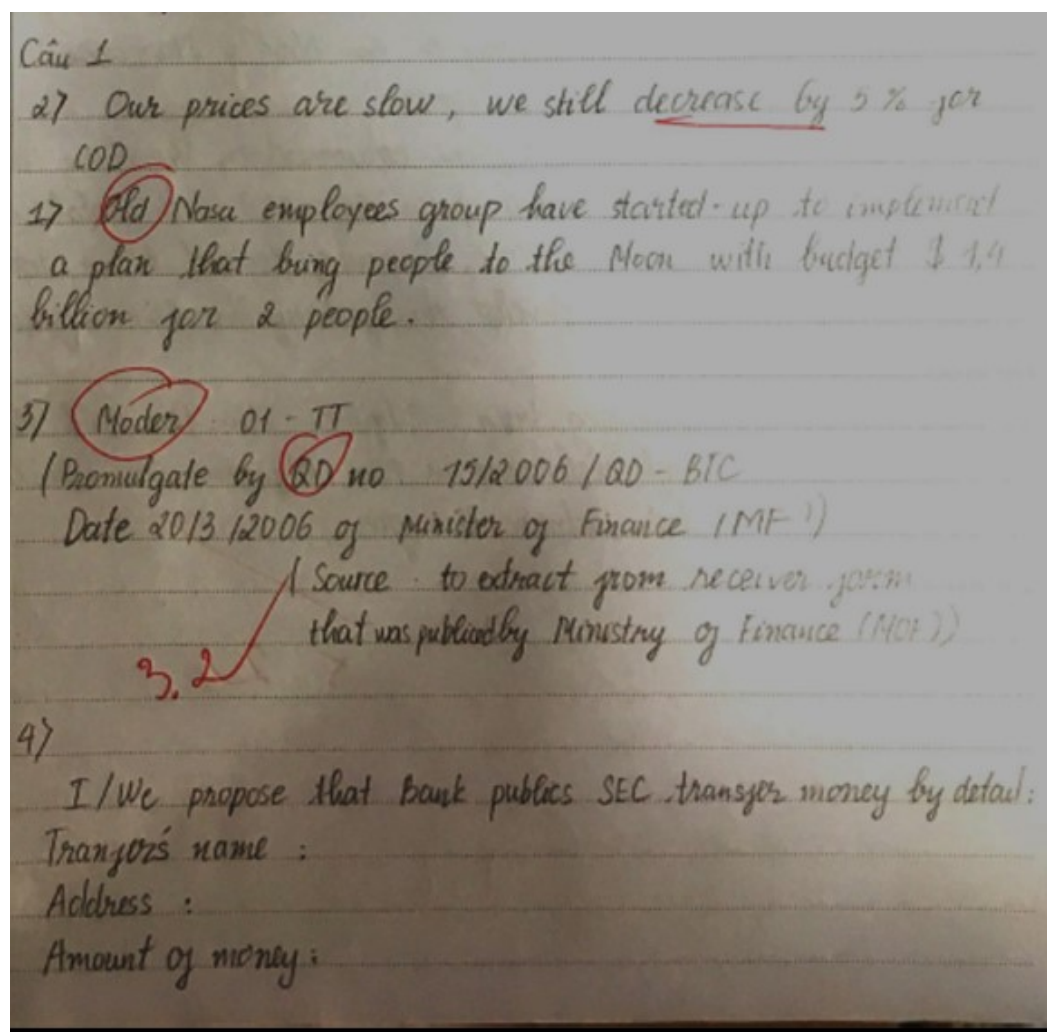 Câu 1
2) Our prices are slow, we still decrease by 5 % for
COD
1) Old Nasa employees group have started-up to implement
a plan that bring people to the Moon with budget $ 1,4
billion for 2 people.
3) Moder 01 - TT
(Promulgate by QD no 15/2006 / QD - BTC
Date 20/3/2006 of Minister of Finance (MF))
( Source : to extract from receiver form
that was publicd by Ministry of Finance (MOF))
3.2
4)
I/We propose that bank publics SEC transfer money by detail:
Tranfor's name :
Address :
Amount of money :